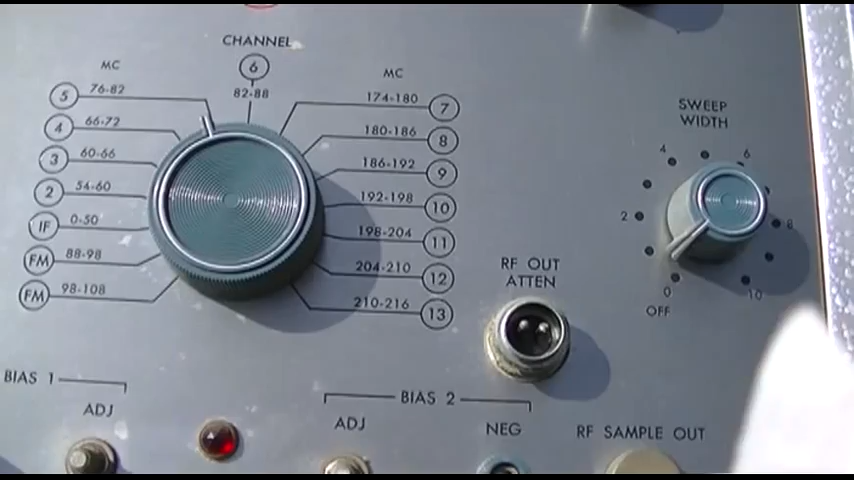 CHANNEL
6
82-88
MC
5 76-82
4 66-72
3 60-66
2 54-60
IF 0-50
FM 88-98
FM 98-108
MC
174-180 7
180-186 8
186-192 9
192-198 10
198-204 11
204-210 12
210-216 13
SWEEP
WIDTH
4 6
2 8
0 10
OFF
RF OUT
ATTEN
BIAS 1
ADJ
BIAS 2
ADJ NEG
RF SAMPLE OUT